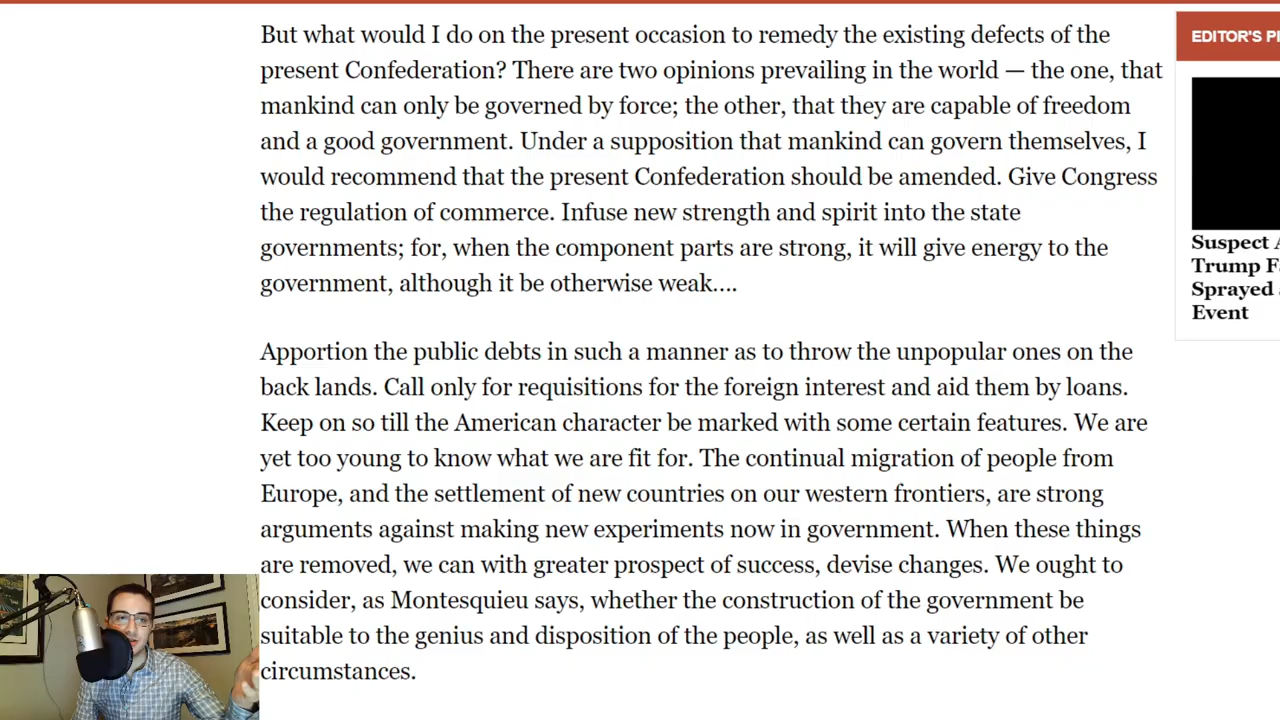 But what would I do on the present occasion to remedy the existing defects of the
present Confederation? There are two opinions prevailing in the world — the one, that
mankind can only be governed by force; the other, that they are capable of freedom
and a good government. Under a supposition that mankind can govern themselves, I
would recommend that the present Confederation should be amended. Give Congress
the regulation of commerce. Infuse new strength and spirit into the state
governments; for, when the component parts are strong, it will give energy to the
government, although it be otherwise weak....
Apportion the public debts in such a manner as to throw the unpopular ones on the
back lands. Call only for requisitions for the foreign interest and aid them by loans.
Keep on so till the American character be marked with some certain features. We are
yet too young to know what we are fit for. The continual migration of people from
Europe, and the settlement of new countries on our western frontiers, are strong
arguments against making new experiments now in government. When these things
are removed, we can with greater prospect of success, devise changes. We ought to
consider, as Montesquieu says, whether the construction of the government be
suitable to the genius and disposition of the people, as well as a variety of other
circumstances.
EDITOR'S PI
Suspect A
Trump F
Sprayed
Event